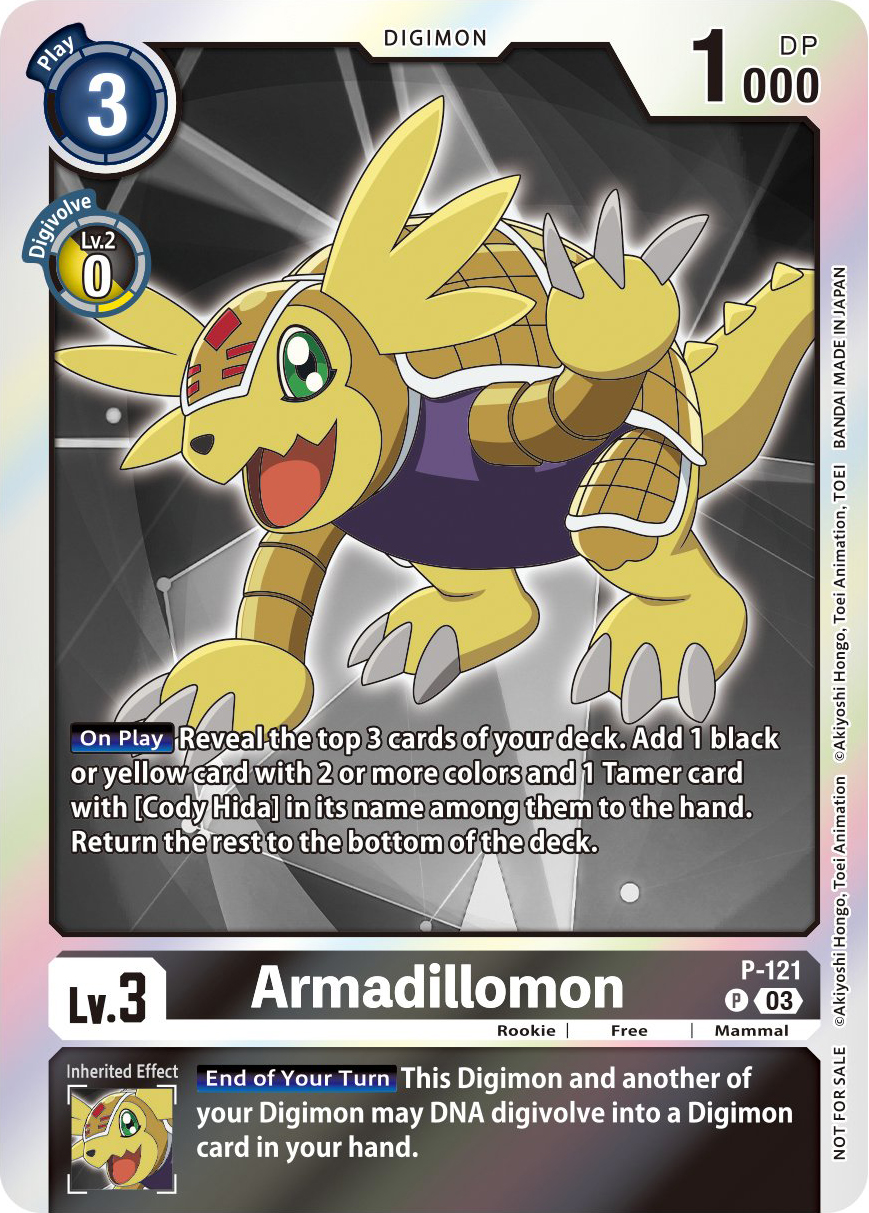 DIGIMON
Play
3
1000
DP
Digivolve
Lv.2
0
On Play Reveal the top 3 cards of your deck. Add 1 black
or yellow card with 2 or more colors and 1 Tamer card
with [Cody Hida] in its name among them to the hand.
Return the rest to the bottom of the deck.
Lv.3
Armadillomon
P-121
P 03
Rookie | Free | Mammal
Inherited Effect
End of Your Turn This Digimon and another of
your Digimon may DNA digivolve into a Digimon
card in your hand.
©Akiyoshi Hongo, Toei Animation, TOEI BANDAI MADE IN JAPAN
NOT FOR SALE ©Akiyoshi Hongo, Toei Animation